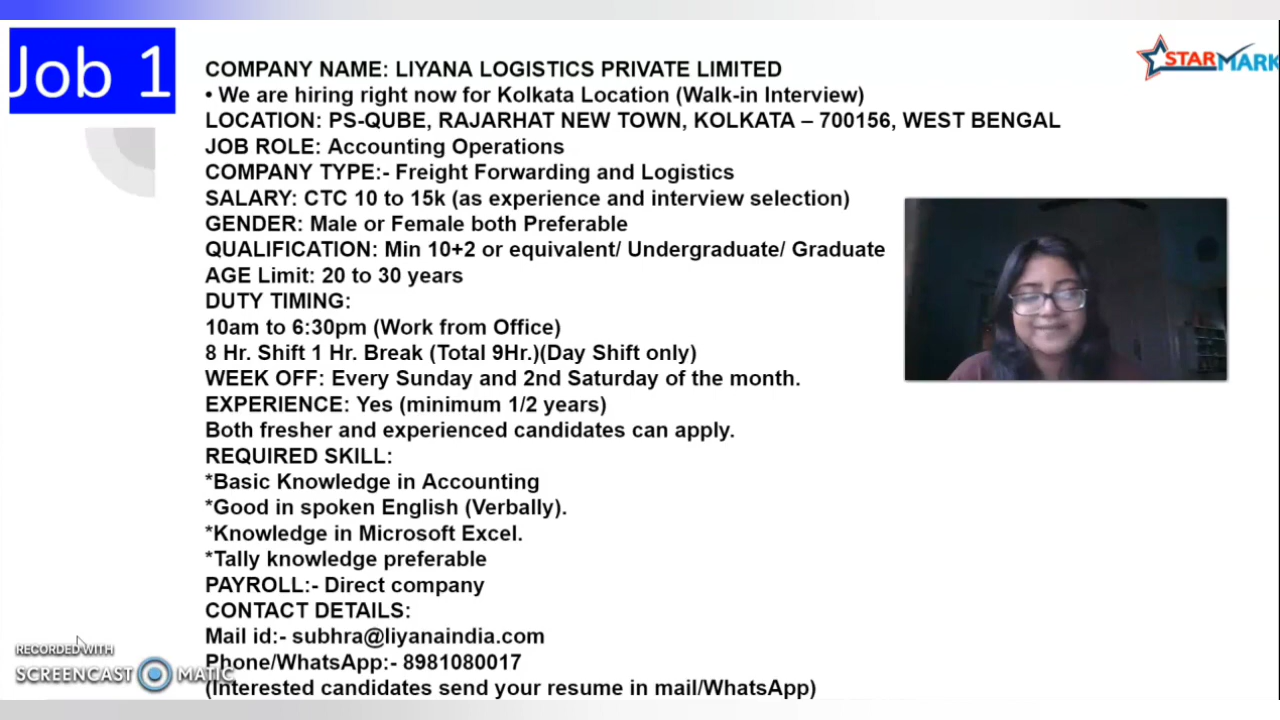 Job 1
STARMARK
COMPANY NAME: LIYANA LOGISTICS PRIVATE LIMITED
• We are hiring right now for Kolkata Location (Walk-in Interview)
LOCATION: PS-QUBE, RAJARHAT NEW TOWN, KOLKATA – 700156, WEST BENGAL
JOB ROLE: Accounting Operations
COMPANY TYPE:- Freight Forwarding and Logistics
SALARY: CTC 10 to 15k (as experience and interview selection)
GENDER: Male or Female both Preferable
QUALIFICATION: Min 10+2 or equivalent/ Undergraduate/ Graduate
AGE Limit: 20 to 30 years
DUTY TIMING:
10am to 6:30pm (Work from Office)
8 Hr. Shift 1 Hr. Break (Total 9Hr.)(Day Shift only)
WEEK OFF: Every Sunday and 2nd Saturday of the month.
EXPERIENCE: Yes (minimum 1/2 years)
Both fresher and experienced candidates can apply.
REQUIRED SKILL:
*Basic Knowledge in Accounting
*Good in spoken English (Verbally).
*Knowledge in Microsoft Excel.
*Tally knowledge preferable
PAYROLL:- Direct company
CONTACT DETAILS:
Mail id:- subhra@liyanaindia.com
Phone/WhatsApp:- 8981080017
(Interested candidates send your resume in mail/WhatsApp)
RECORDED WITH
SCREENCAST MATIC